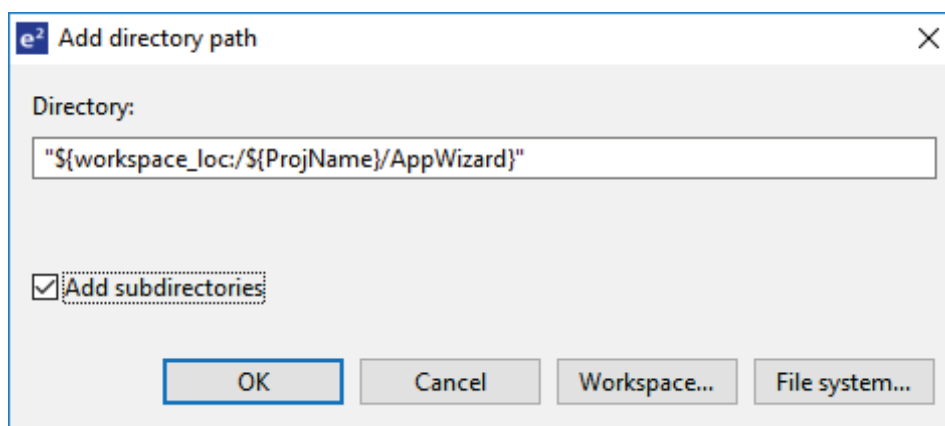 e² Add directory path
Directory:
"${workspace_loc:/${ProjName}/AppWizard}"
Add subdirectories
OK Cancel Workspace... File system...